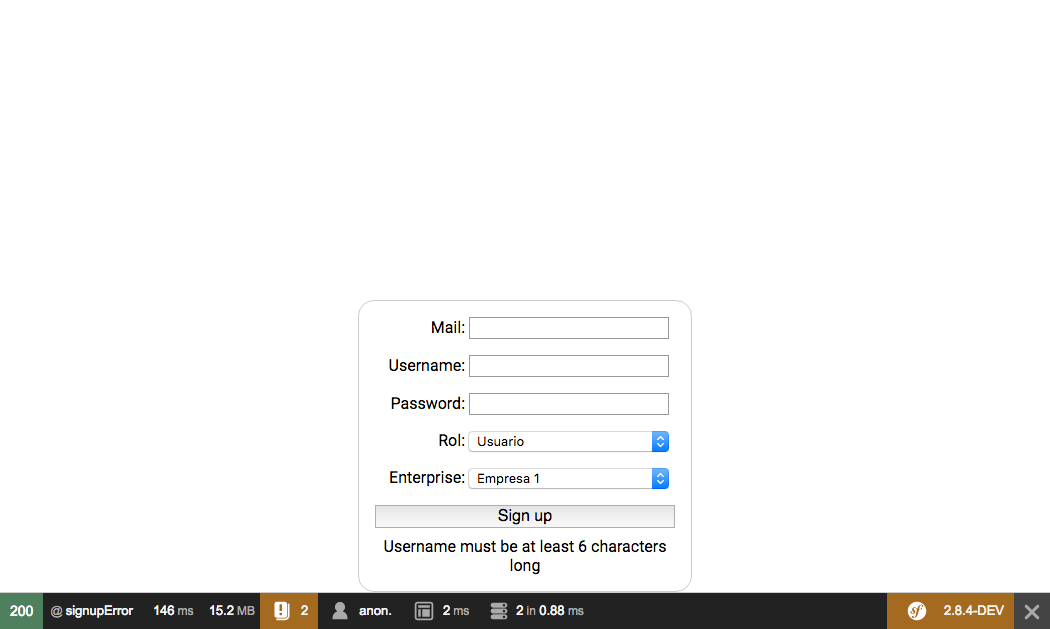 Mail:
Username:
Password:
Rol: Usuario
Enterprise: Empresa 1
Sign up
Username must be at least 6 characters
long
200 @ signupError 146 ms 15.2 MB 2 anon. 2 ms 2 in 0.88 ms sf 2.8.4-DEV